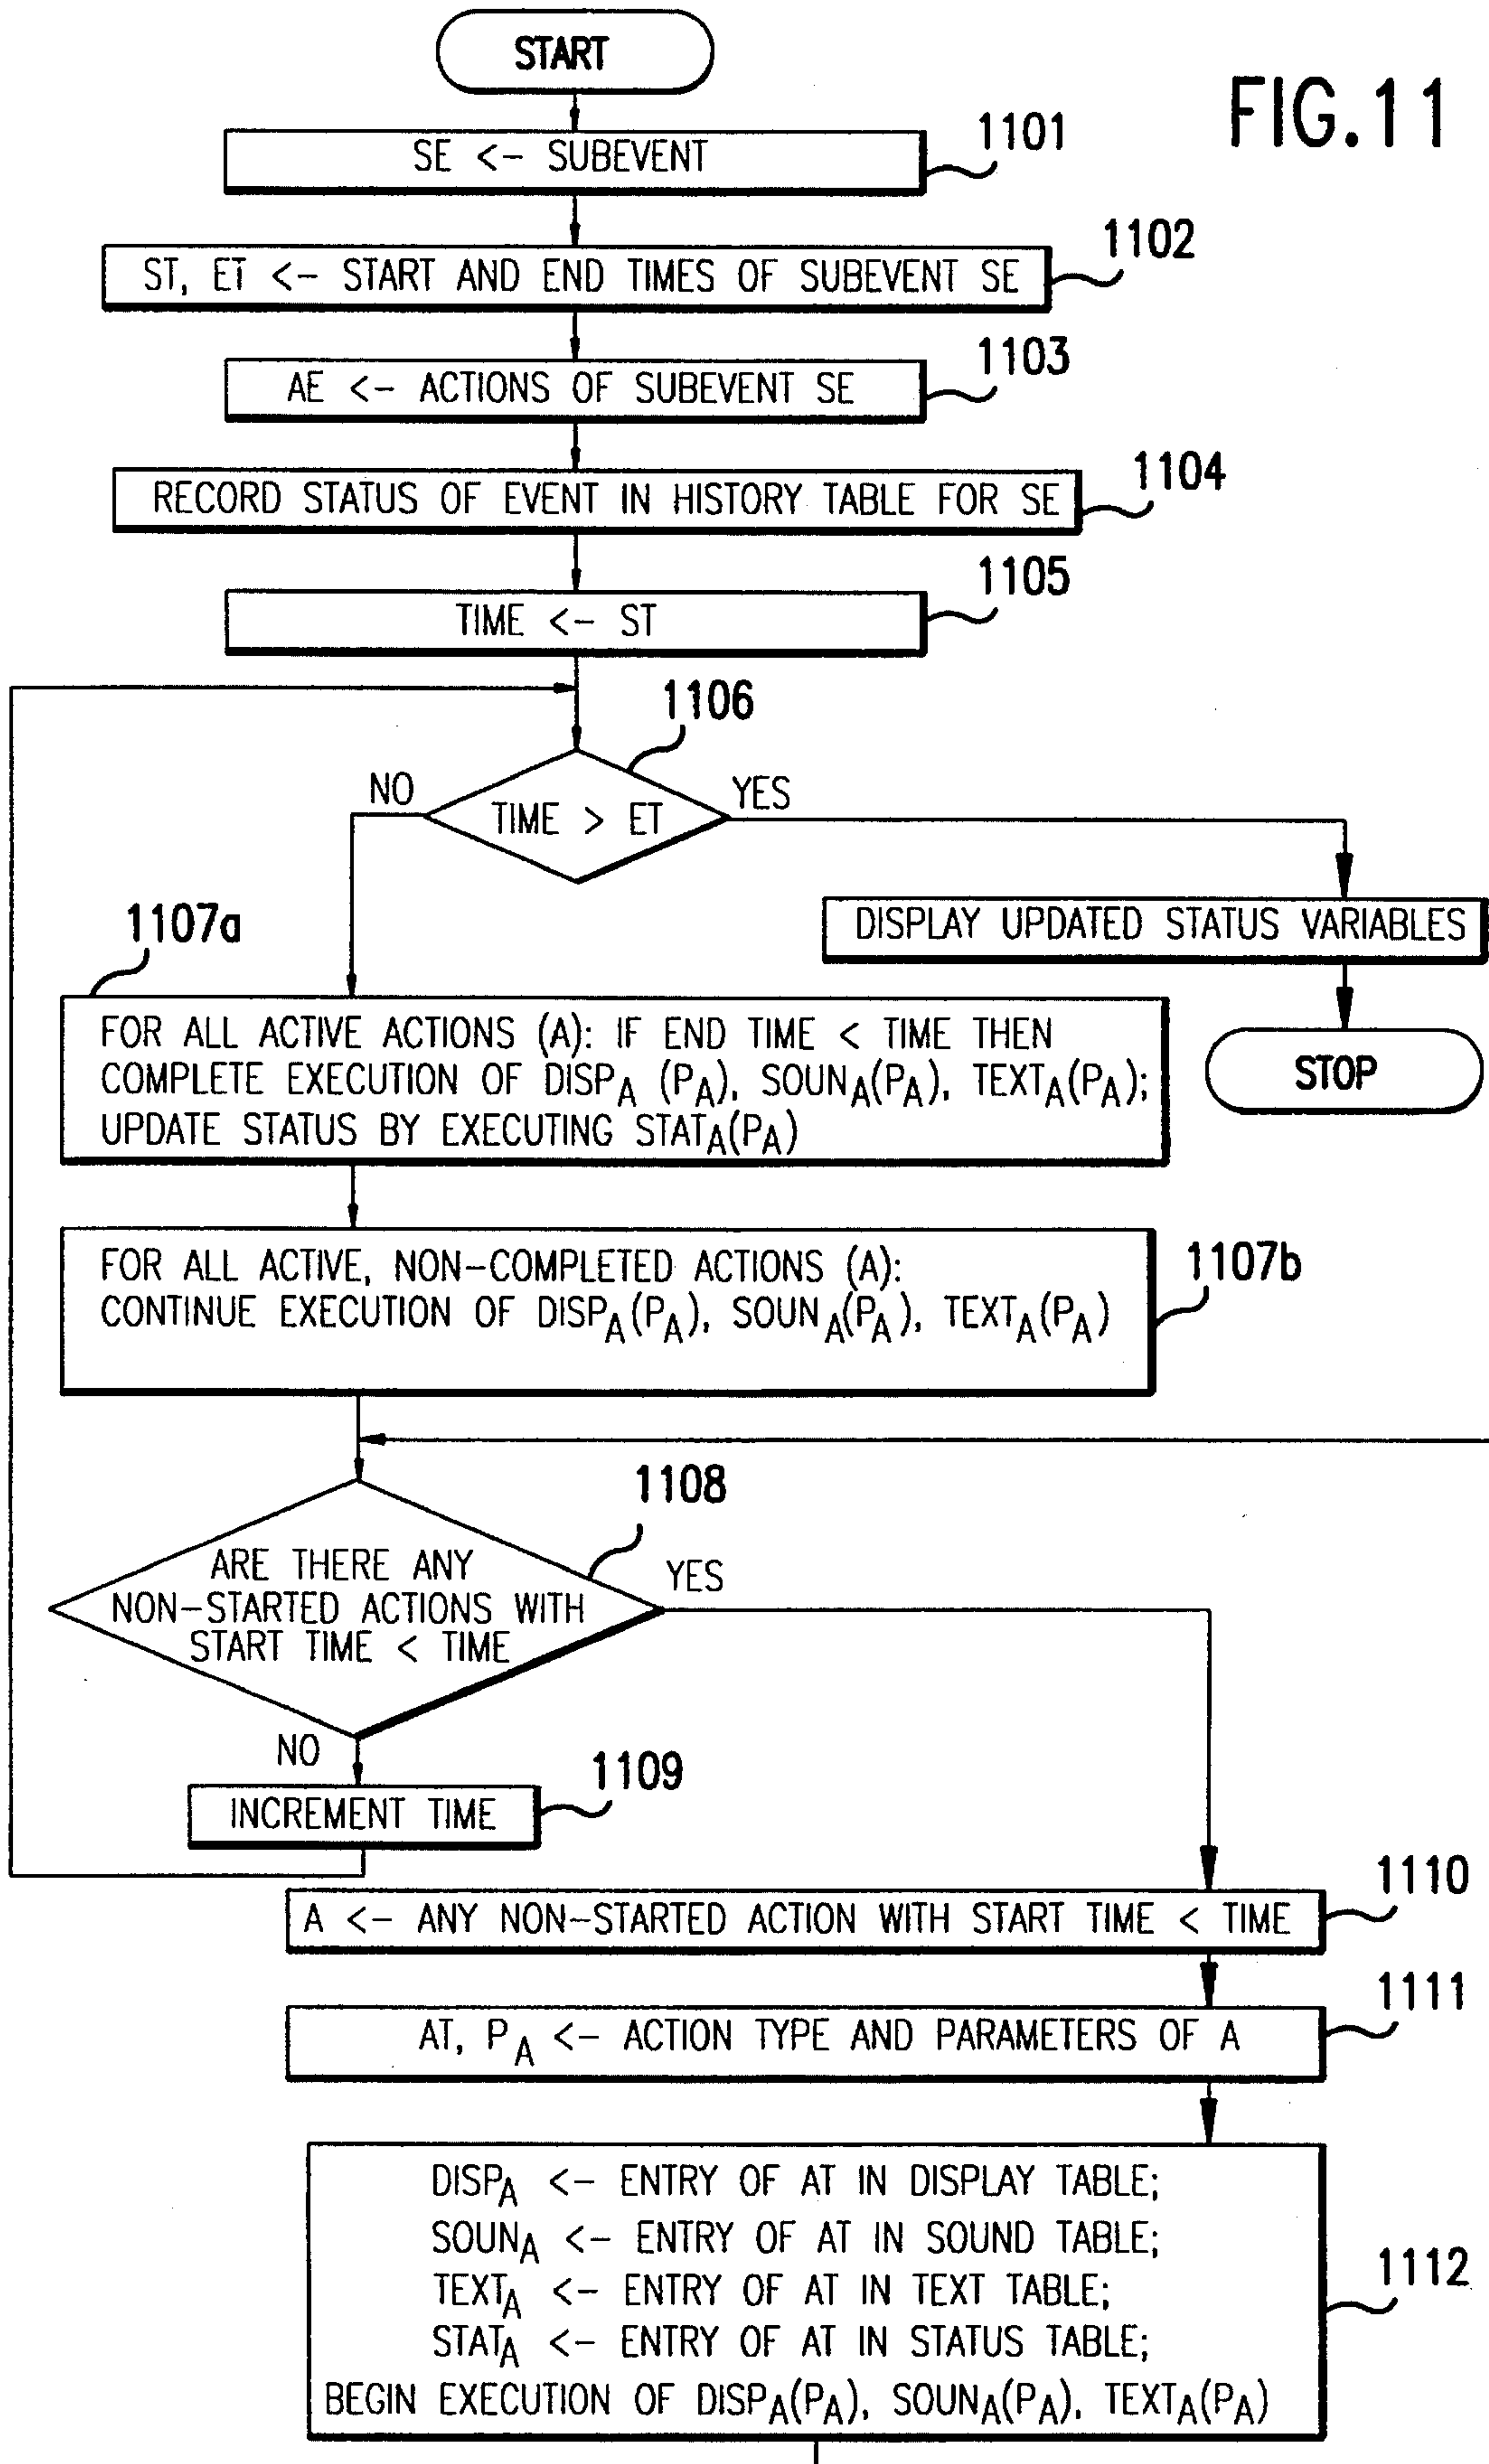 START
FIG.11
SE <- SUBEVENT
1101
ST, ET <- START AND END TIMES OF SUBEVENT SE
1102
AE <- ACTIONS OF SUBEVENT SE
1103
RECORD STATUS OF EVENT IN HISTORY TABLE FOR SE
1104
TIME <- ST
1105
1106
NO
TIME > ET
YES
DISPLAY UPDATED STATUS VARIABLES
STOP
1107a
FOR ALL ACTIVE ACTIONS (A): IF END TIME < TIME THEN
COMPLETE EXECUTION OF DISPA (PA), SOUNA(PA), TEXTA(PA);
UPDATE STATUS BY EXECUTING STATA(PA)
FOR ALL ACTIVE, NON-COMPLETED ACTIONS (A):
CONTINUE EXECUTION OF DISPA(PA), SOUNA(PA), TEXTA(PA)
1107b
1108
ARE THERE ANY
NON-STARTED ACTIONS WITH
START TIME < TIME
YES
NO
INCREMENT TIME
1109
A <- ANY NON-STARTED ACTION WITH START TIME < TIME
1110
AT, PA <- ACTION TYPE AND PARAMETERS OF A
1111
DISPA <- ENTRY OF AT IN DISPLAY TABLE;
SOUNA <- ENTRY OF AT IN SOUND TABLE;
TEXTA <- ENTRY OF AT IN TEXT TABLE;
STATA <- ENTRY OF AT IN STATUS TABLE;
BEGIN EXECUTION OF DISPA(PA), SOUNA(PA), TEXTA(PA)
1112